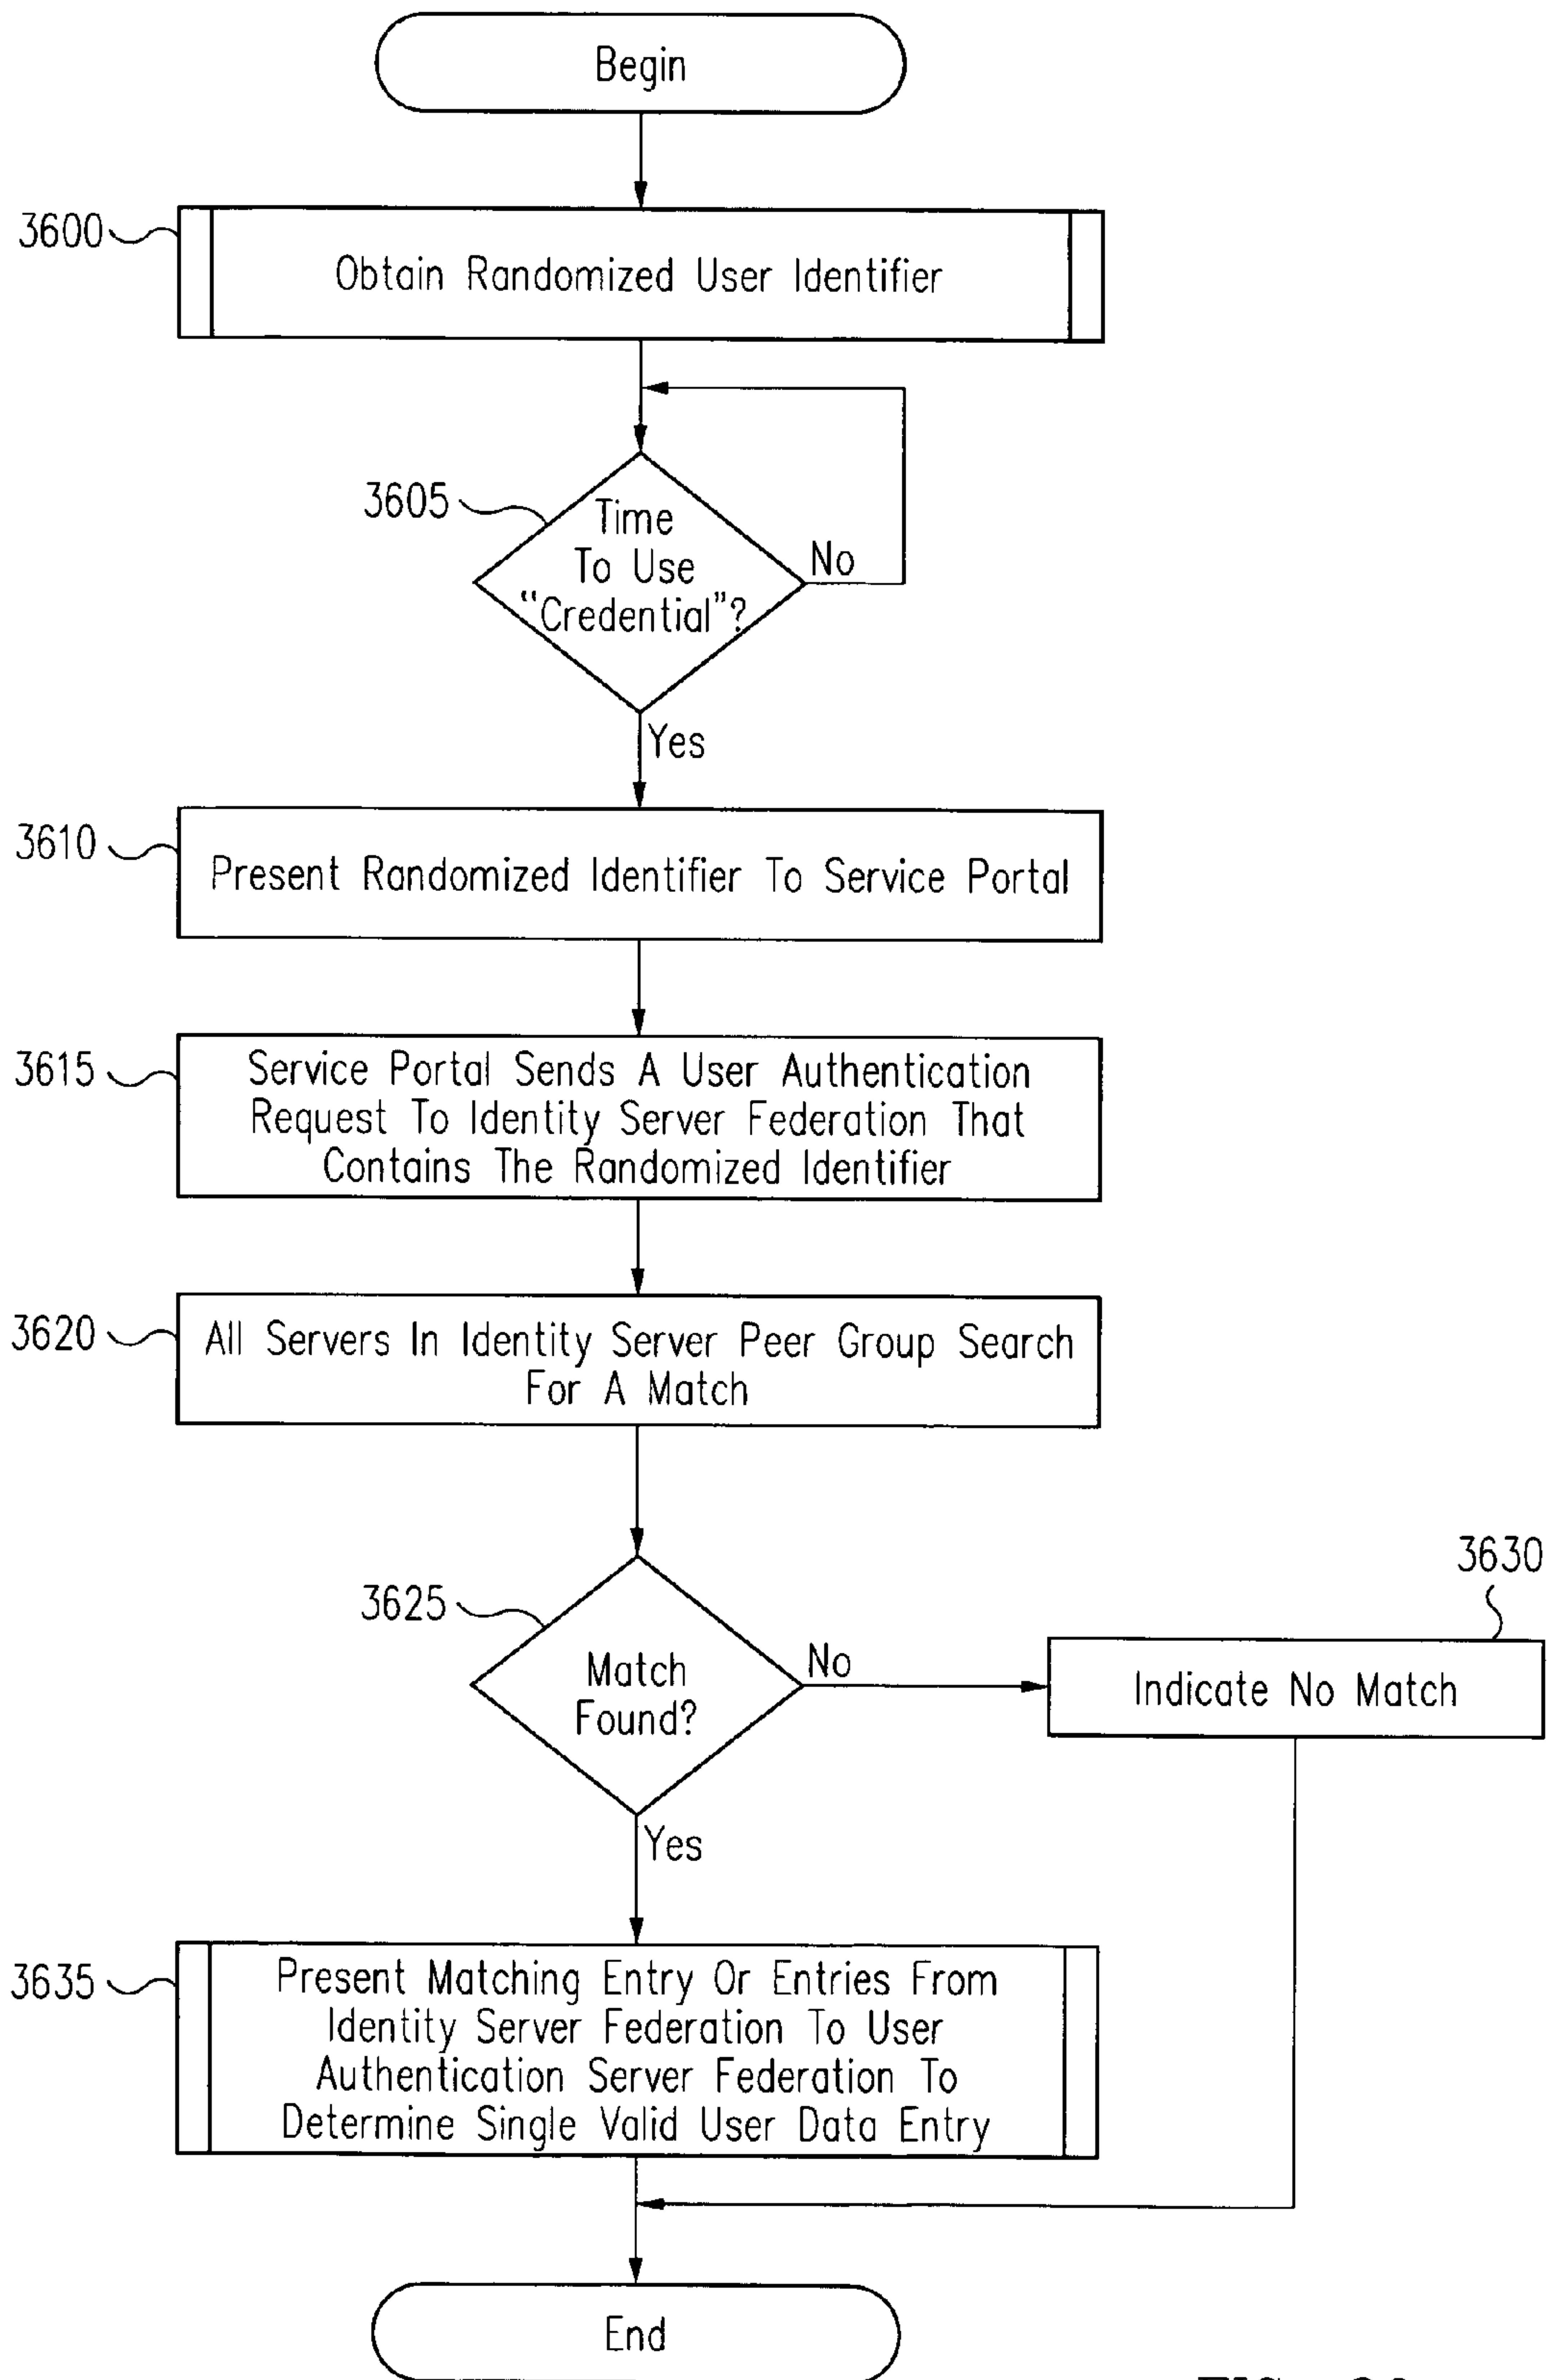 Begin
3600
Obtain Randomized User Identifier
3605
Time
To Use
"Credential"?
No
Yes
3610
Present Randomized Identifier To Service Portal
3615
Service Portal Sends A User Authentication
Request To Identity Server Federation That
Contains The Randomized Identifier
3620
All Servers In Identity Server Peer Group Search
For A Match
3625
Match
Found?
No
3630
Indicate No Match
Yes
3635
Present Matching Entry Or Entries From
Identity Server Federation To User
Authentication Server Federation To
Determine Single Valid User Data Entry
End